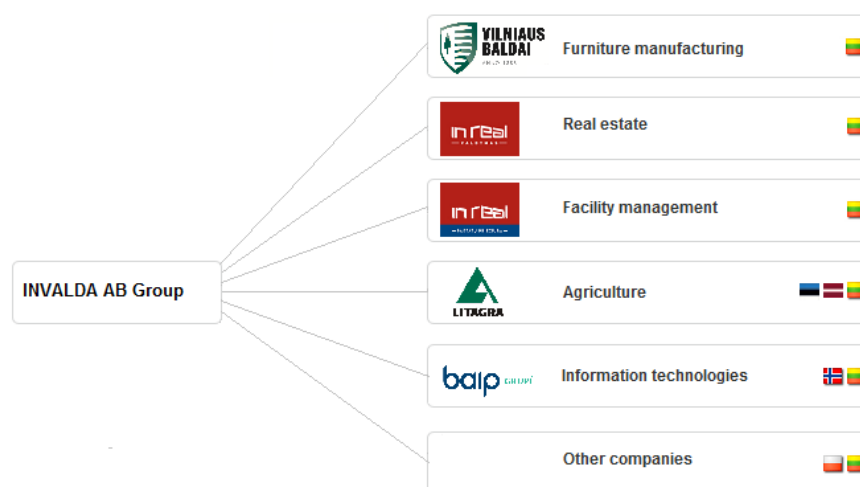 VILNIAUS
BALDAI
Furniture manufacturing
in real
Real estate
in real
Facility management
INVALDA AB Group
LITAGRA
Agriculture
baip GRUPĖ
Information technologies
Other companies